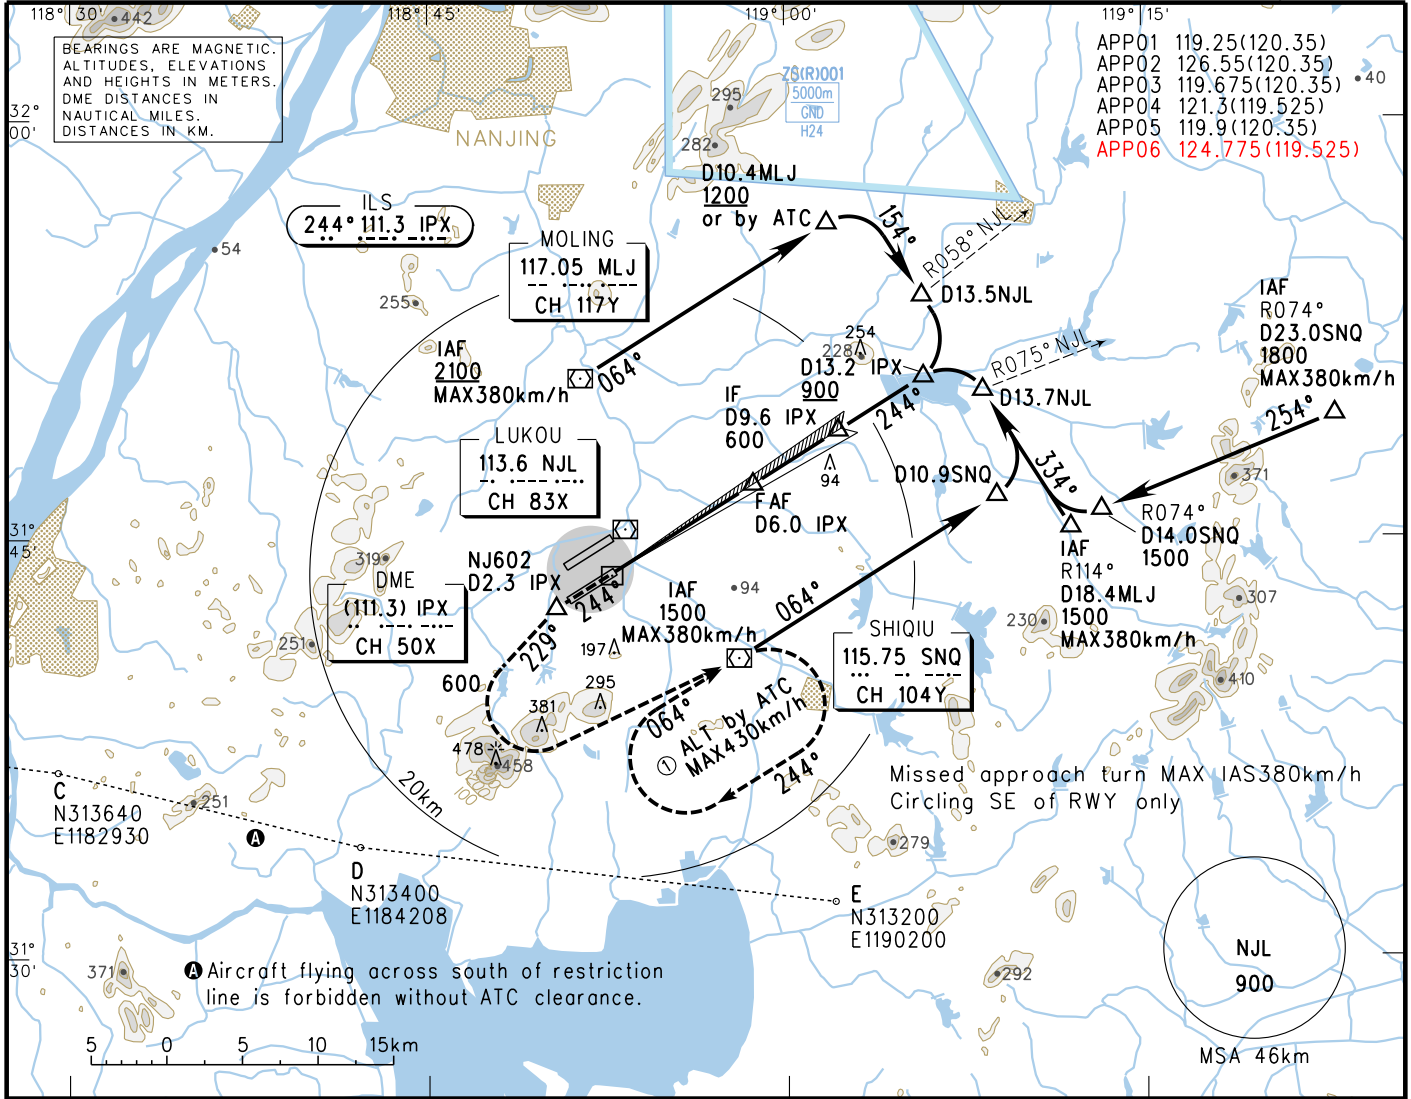 118° 30'
118° 45'
119° 00'
119° 15'
442
BEARINGS ARE MAGNETIC.
ALTITUDES, ELEVATIONS
AND HEIGHTS IN METERS.
DME DISTANCES IN
NAUTICAL MILES.
DISTANCES IN KM.
APP01 119.25(120.35)
APP02 126.55(120.35)
APP03 119.675(120.35)
APP04 121.3(119.525)
APP05 119.9(120.35)
APP06 124.775(119.525)
40
32°
00'
NANJING
ZS(R)001
5000m
GND
H24
295
282
D10.4MLJ
1200
or by ATC
154°
R058° NJL
ILS
244° 111.3 IPX
54
255
MOLING
117.05 MLJ
CH 117Y
D13.5NJL
IAF
R074°
D23.0SNQ
1800
MAX380km/h
254°
IAF
2100
MAX380km/h
064°
254
228
D13.2 IPX
900
244°
R075° NJL
D13.7NJL
IF
D9.6 IPX
600
LUKOU
113.6 NJL
CH 83X
94
FAF
D6.0 IPX
D10.9SNQ
334°
371
R074°
D14.0SNQ
1500
31°
45'
319
NJ602
D2.3 IPX
244°
DME
(111.3) IPX
CH 50X
251
IAF
1500
MAX380km/h
94
064°
IAF
R114°
D18.4MLJ
1500
MAX380km/h
307
230
SHIQIU
115.75 SNQ
CH 104Y
410
229°
197
600
295
381
478
458
064°
① ALT by ATC
MAX430km/h
244°
20km
Missed approach turn MAX IAS380km/h
Circling SE of RWY only
C
N313640
E1182930
251
A
D
N313400
E1184208
E
N313200
E1190200
279
292
31°
30'
371
A Aircraft flying across south of restriction
line is forbidden without ATC clearance.
5 0 5 10 15km
NJL
900
MSA 46km